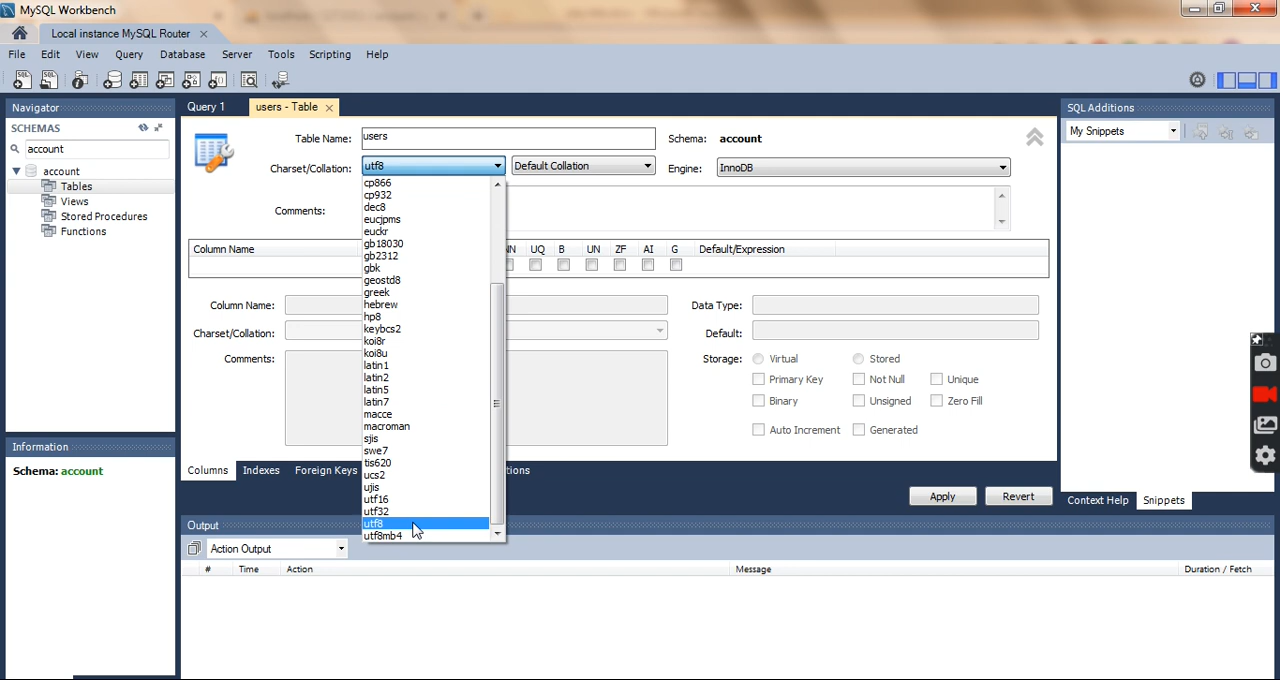 MySQL Workbench
Local instance MySQL Router
File Edit View Query Database Server Tools Scripting Help
Navigator
SCHEMAS
account
account
Tables
Views
Stored Procedures
Functions
Information
Schema: account
Query 1
users - Table
Table Name: users
Schema: account
Charset/Collation: utf8 Default Collation
Engine: InnoDB
Comments:
cp866
cp932
dec8
eucjpms
euckr
gb18030
gb2312
gbk
geostd8
greek
hebrew
hp8
keybcs2
koi8r
koi8u
latin1
latin2
latin5
latin7
macce
macroman
sjis
swe7
tis620
ucs2
ujis
utf16
utf32
utf8
utf8mb4
Column Name NN UQ B UN ZF AI G Default/Expression
Column Name: Data Type:
Charset/Collation: Default:
Comments: Storage: Virtual Stored
Primary Key Not Null Unique
Binary Unsigned Zero Fill
Auto Increment Generated
Columns Indexes Foreign Keys
Apply Revert
Output
Action Output
# Time Action Message Duration / Fetch
SQL Additions
My Snippets
Context Help Snippets